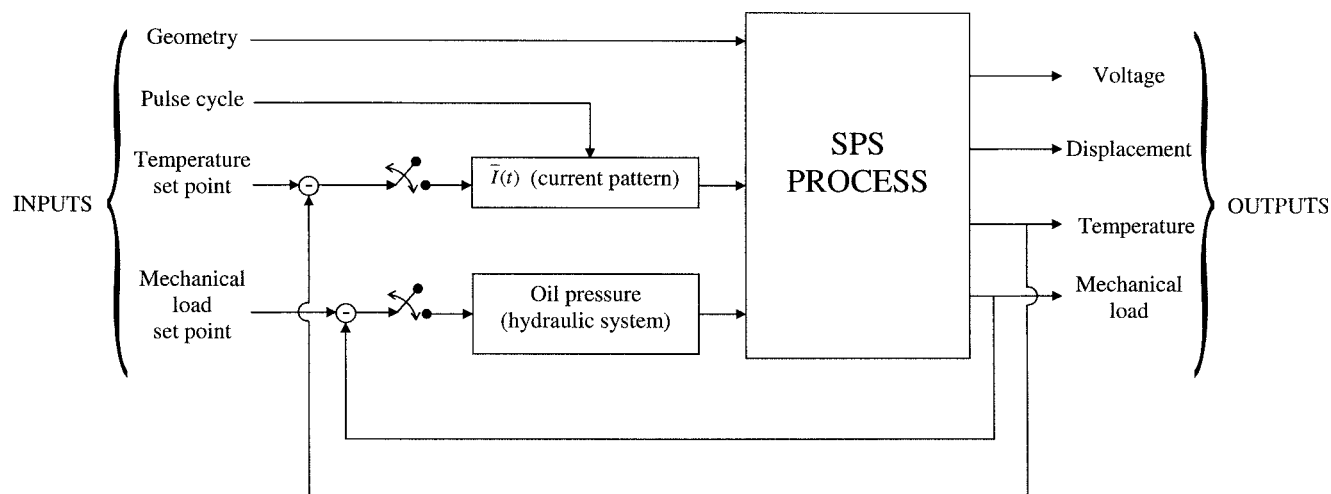 Geometry
Pulse cycle
Temperature
set point
Mechanical
load
set point
INPUTS
-
-
Ī(t) (current pattern)
Oil pressure
(hydraulic system)
SPS
PROCESS
Voltage
Displacement
Temperature
Mechanical
load
OUTPUTS